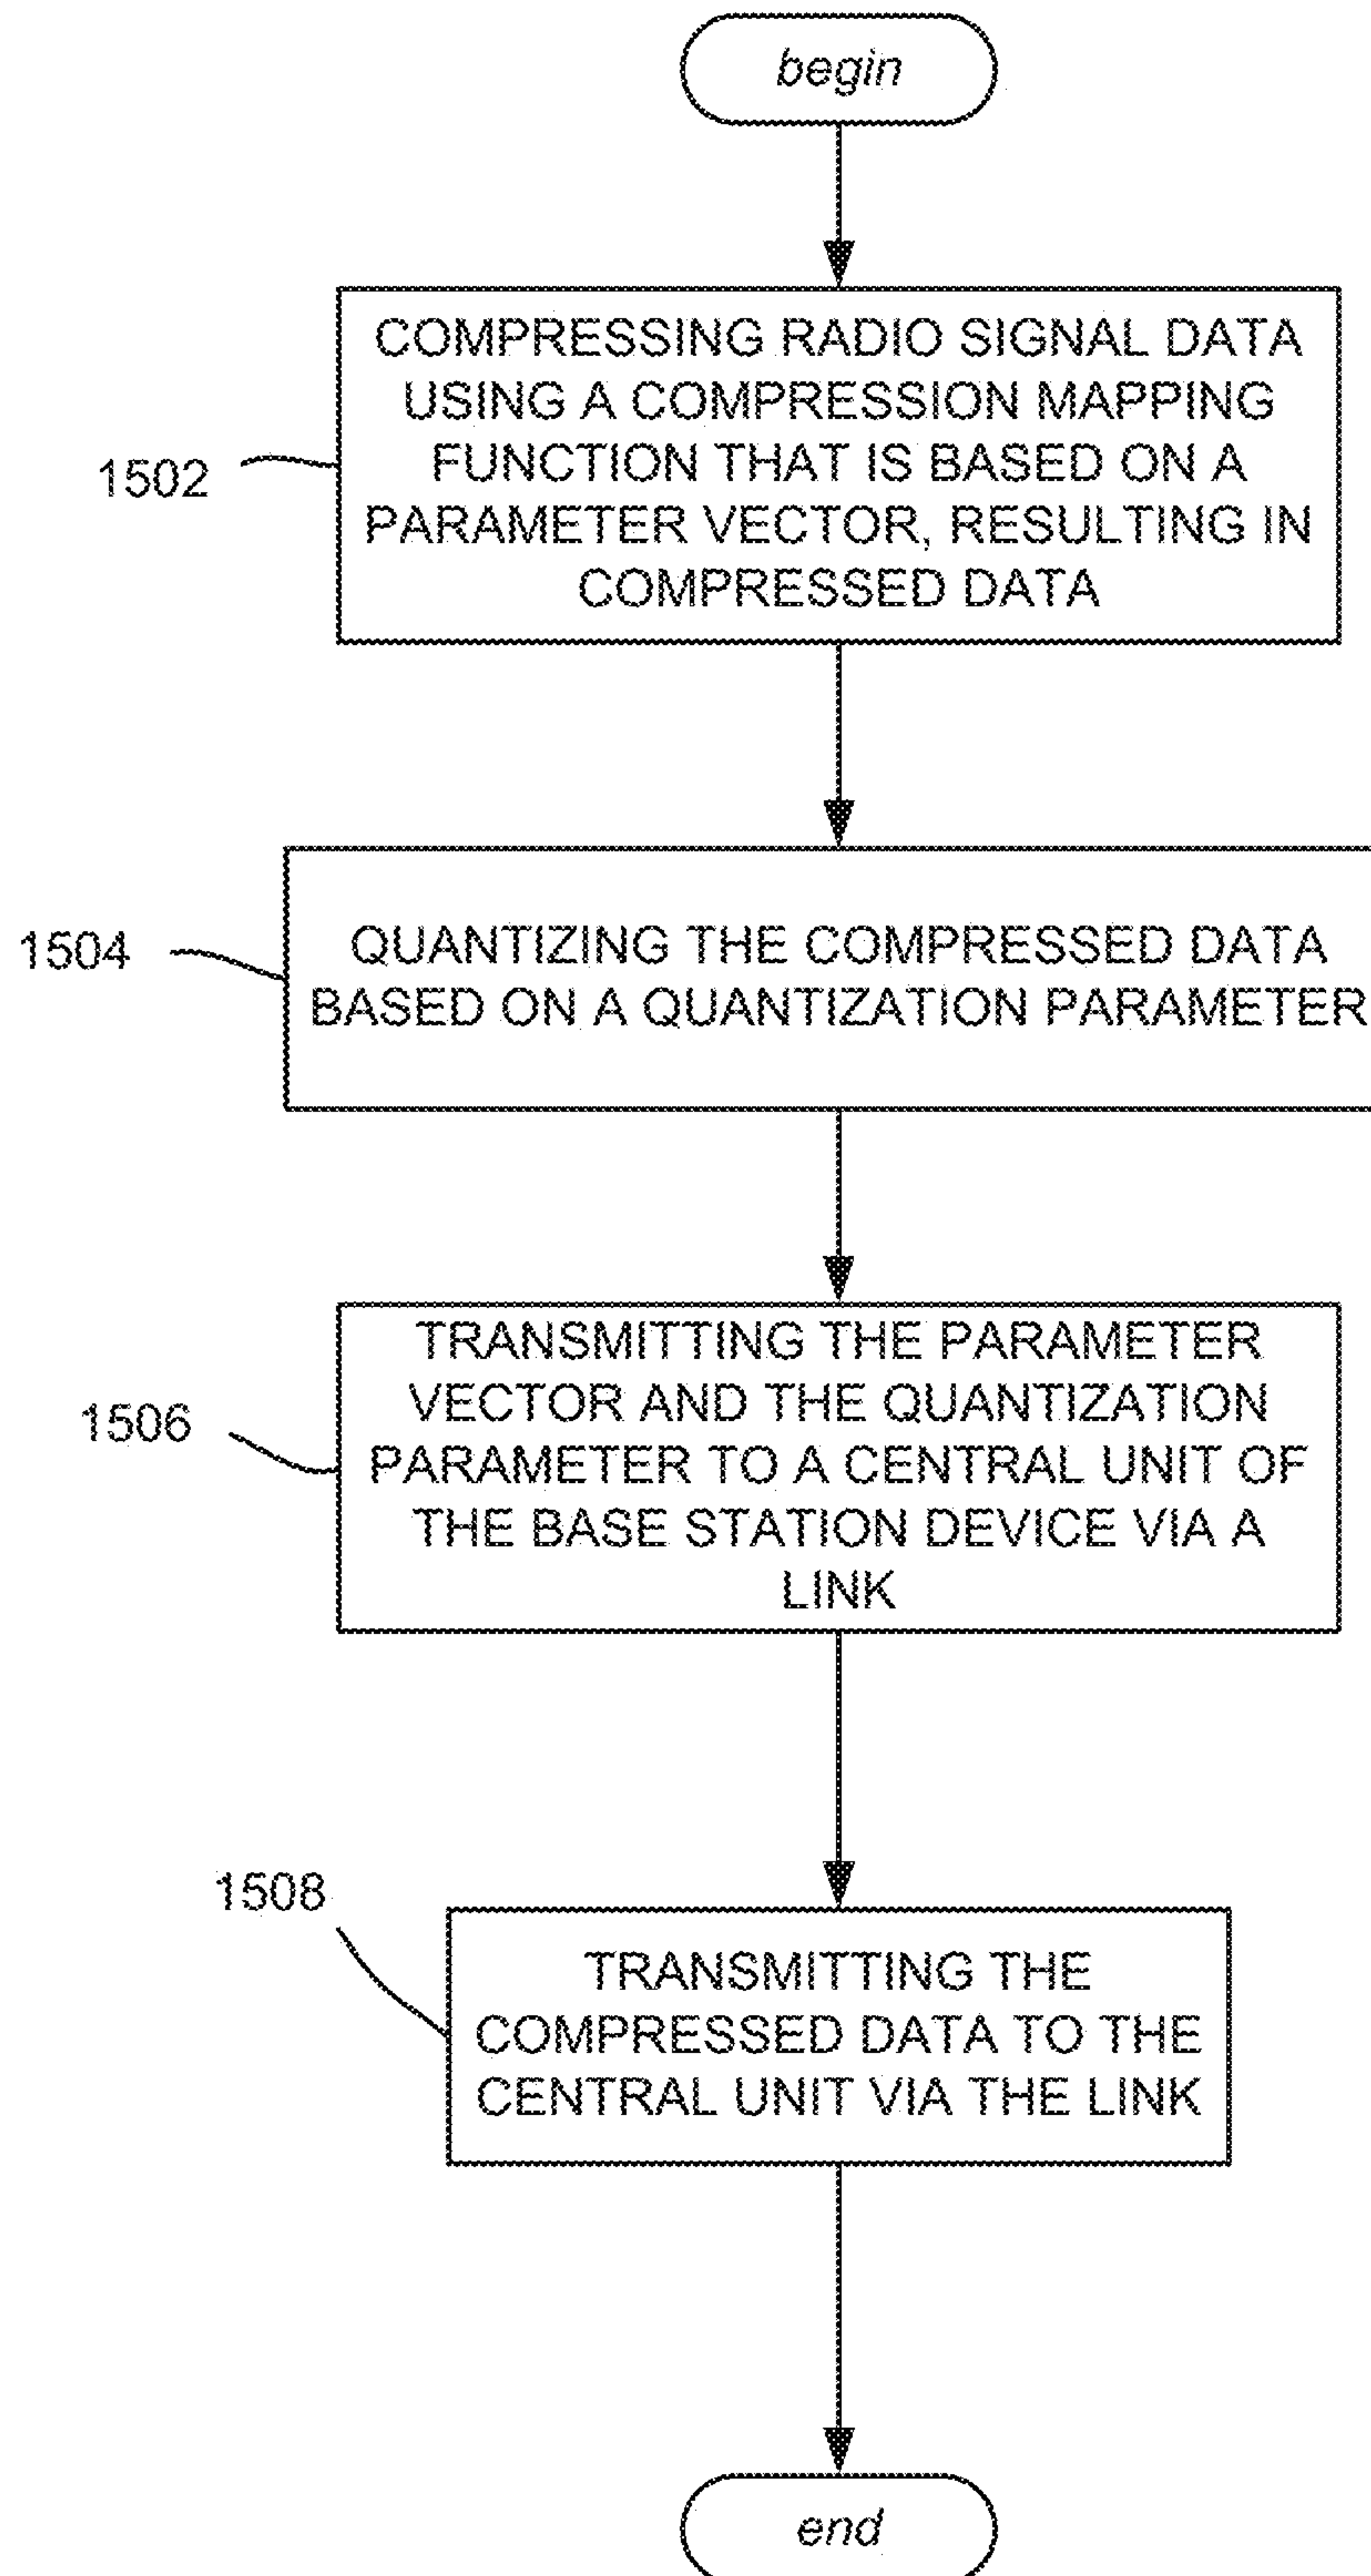 begin
COMPRESSING RADIO SIGNAL DATA
USING A COMPRESSION MAPPING
FUNCTION THAT IS BASED ON A
PARAMETER VECTOR, RESULTING IN
COMPRESSED DATA
1502
QUANTIZING THE COMPRESSED DATA
BASED ON A QUANTIZATION PARAMETER
1504
TRANSMITTING THE PARAMETER
VECTOR AND THE QUANTIZATION
PARAMETER TO A CENTRAL UNIT OF
THE BASE STATION DEVICE VIA A
LINK
1506
1508
TRANSMITTING THE
COMPRESSED DATA TO THE
CENTRAL UNIT VIA THE LINK
end